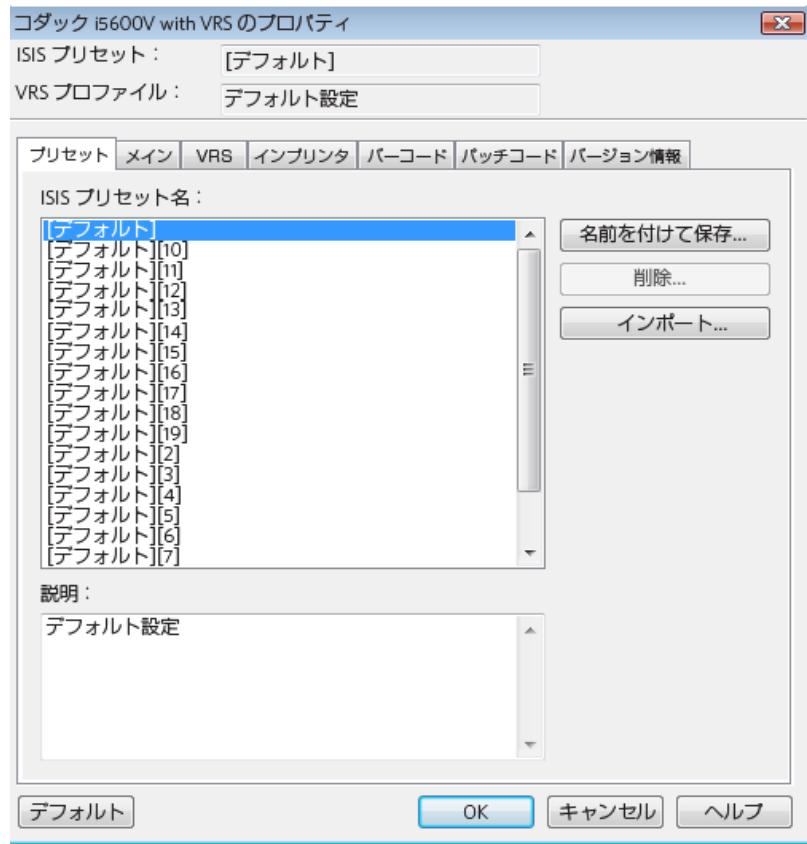 コダック i5600V with VRS のプロパティ
ISIS プリセット： [デフォルト]
VRS プロファイル： デフォルト設定
プリセット メイン VRS インプリンタ バーコード パッチコード バージョン情報
ISIS プリセット名：
[デフォルト]
[デフォルト][10]
[デフォルト][11]
[デフォルト][12]
[デフォルト][13]
[デフォルト][14]
[デフォルト][15]
[デフォルト][16]
[デフォルト][17]
[デフォルト][18]
[デフォルト][19]
[デフォルト][2]
[デフォルト][3]
[デフォルト][4]
[デフォルト][5]
[デフォルト][6]
[デフォルト][7]
名前を付けて保存...
削除...
インポート...
説明：
デフォルト設定
デフォルト OK キャンセル ヘルプ